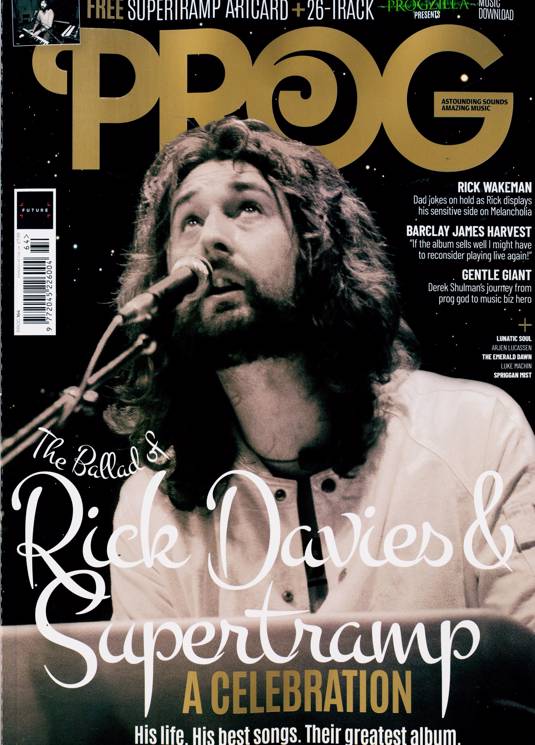 FREE SUPERTRAMP ARTCARD + 26-TRACK
PROGZILLA
PRESENTS
MUSIC
DOWNLOAD
PROG
ASTOUNDING SOUNDS
AMAZING MUSIC
FUTURE
RICK WAKEMAN
Dad jokes on hold as Rick displays
his sensitive side on Melancholia
BARCLAY JAMES HARVEST
"If the album sells well I might have
to reconsider playing live again!"
GENTLE GIANT
Derek Shulman's journey from
prog god to music biz hero
+
LUNATIC SOUL
ARJEN LUCASSEN
THE EMERALD DAWN
LUKE MACHIN
SPRIGGAN MIST
64>
9 772045 226004
The Ballad of
Rick Davies &
Supertramp
A CELEBRATION
His life. His best songs. Their greatest album.